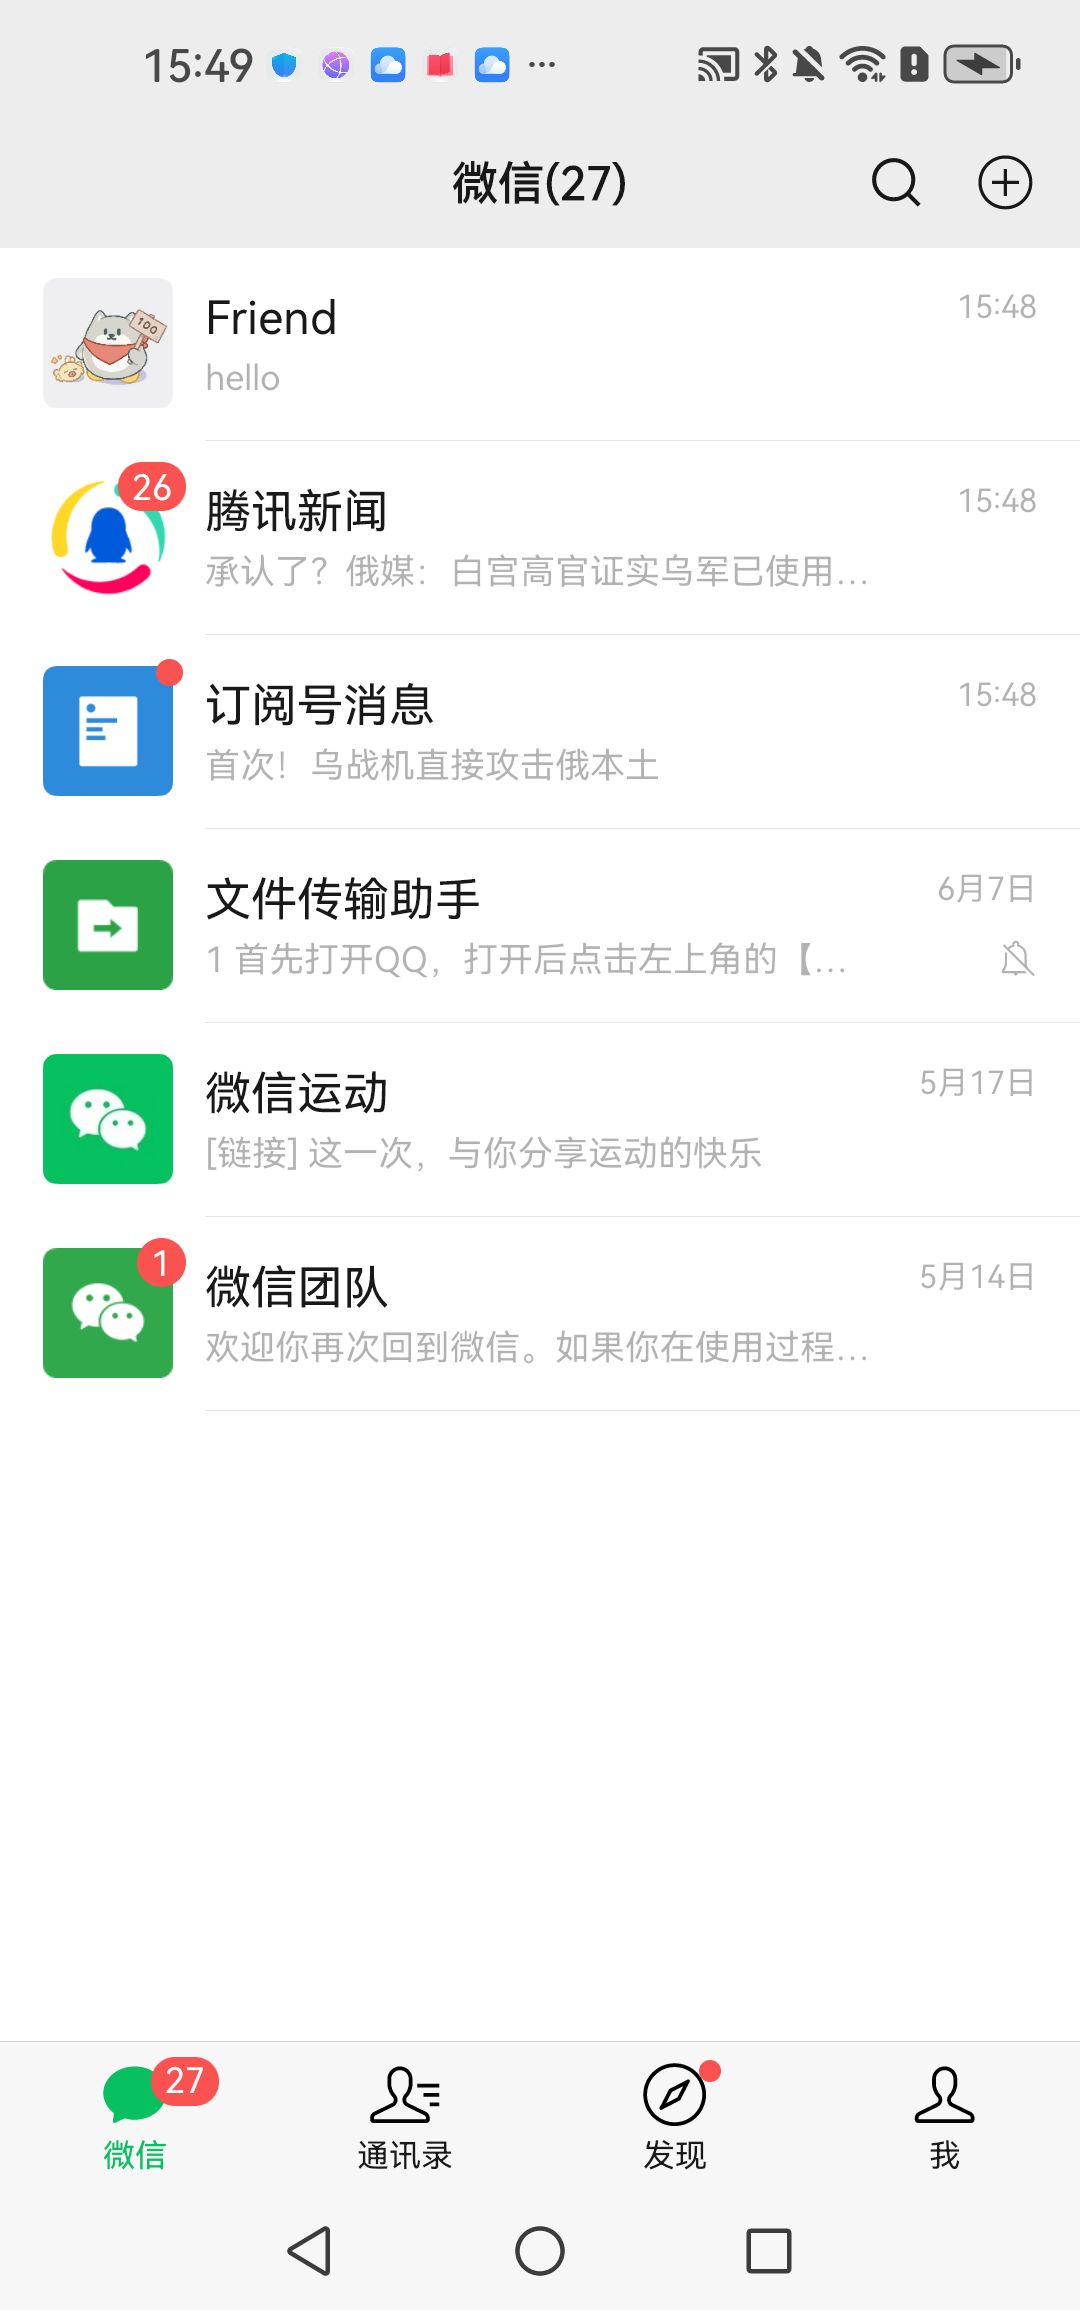 15:49
微信(27)
Friend
15:48
hello
26
腾讯新闻
15:48
承认了？俄媒：白宫高官证实乌军已使用...
订阅号消息
15:48
首次！乌战机直接攻击俄本土
文件传输助手
6月7日
1 首先打开QQ，打开后点击左上角的【...
微信运动
5月17日
[链接] 这一次，与你分享运动的快乐
1
微信团队
5月14日
欢迎你再次回到微信。如果你在使用过程...
27
微信
通讯录
发现
我